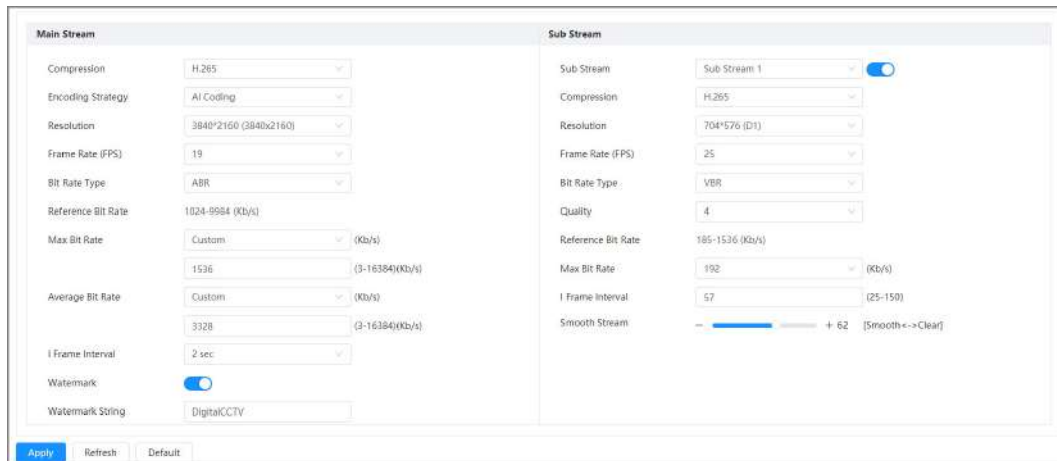 Main Stream
Compression H.265
Encoding Strategy AI Coding
Resolution 3840*2160 (3840x2160)
Frame Rate (FPS) 19
Bit Rate Type ABR
Reference Bit Rate 1024-9984 (Kb/s)
Max Bit Rate Custom (Kb/s)
1536 (3-16384)(Kb/s)
Average Bit Rate Custom (Kb/s)
3328 (3-16384)(Kb/s)
I Frame Interval 2 sec
Watermark
Watermark String DigitalCCTV
Sub Stream
Sub Stream Sub Stream 1
Compression H.265
Resolution 704*576 (D1)
Frame Rate (FPS) 25
Bit Rate Type VBR
Quality 4
Reference Bit Rate 185-1536 (Kb/s)
Max Bit Rate 192 (Kb/s)
I Frame Interval 57 (25-150)
Smooth Stream − + 62 [Smooth<->Clear]
Apply Refresh Default